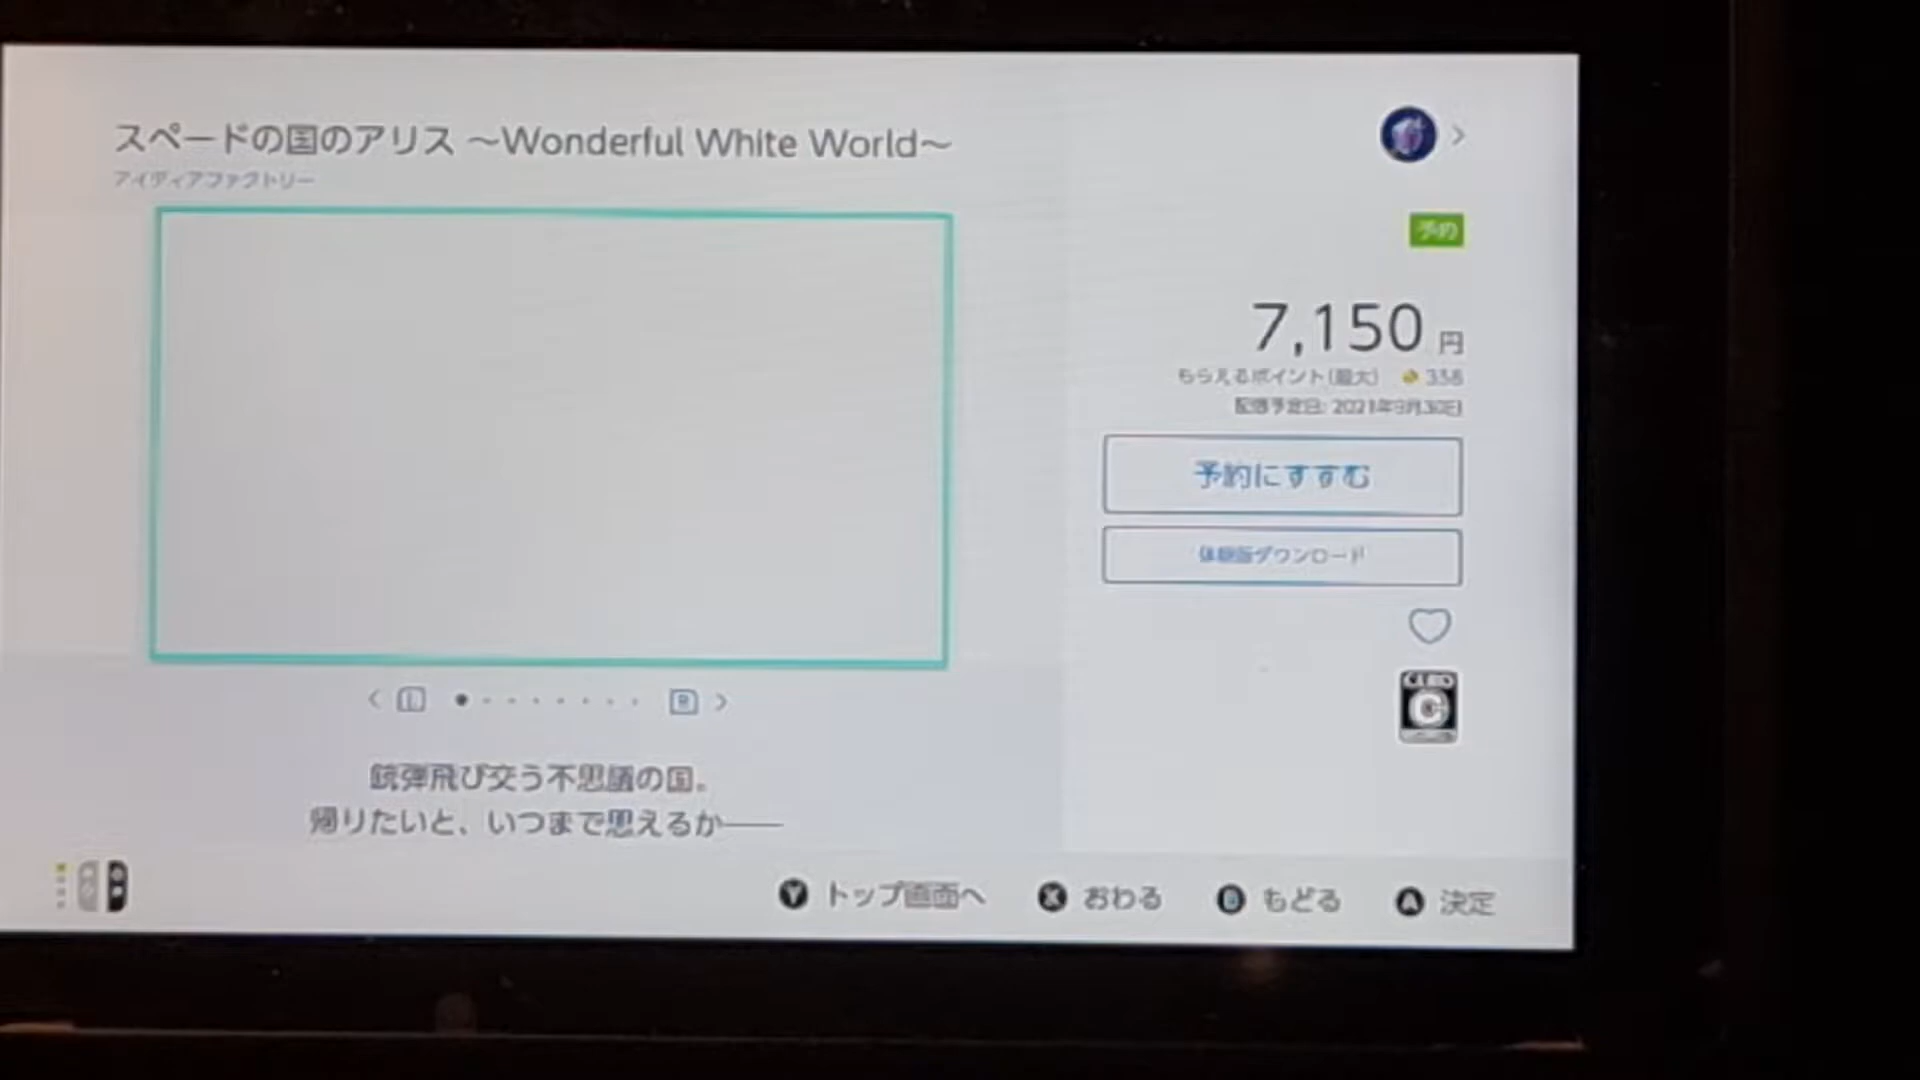 スペードの国のアリス ～Wonderful White World～
アイディアファクトリー
予約
7,150 円
もらえるポイント(最大)
配信予定日: 2021年9月30日
予約にすすむ
体験版ダウンロード
L
R
銃弾飛び交う不思議の国。
帰りたいと、いつまで思えるか――
CERO
C
Y トップ画面へ X おわる B もどる A 決定